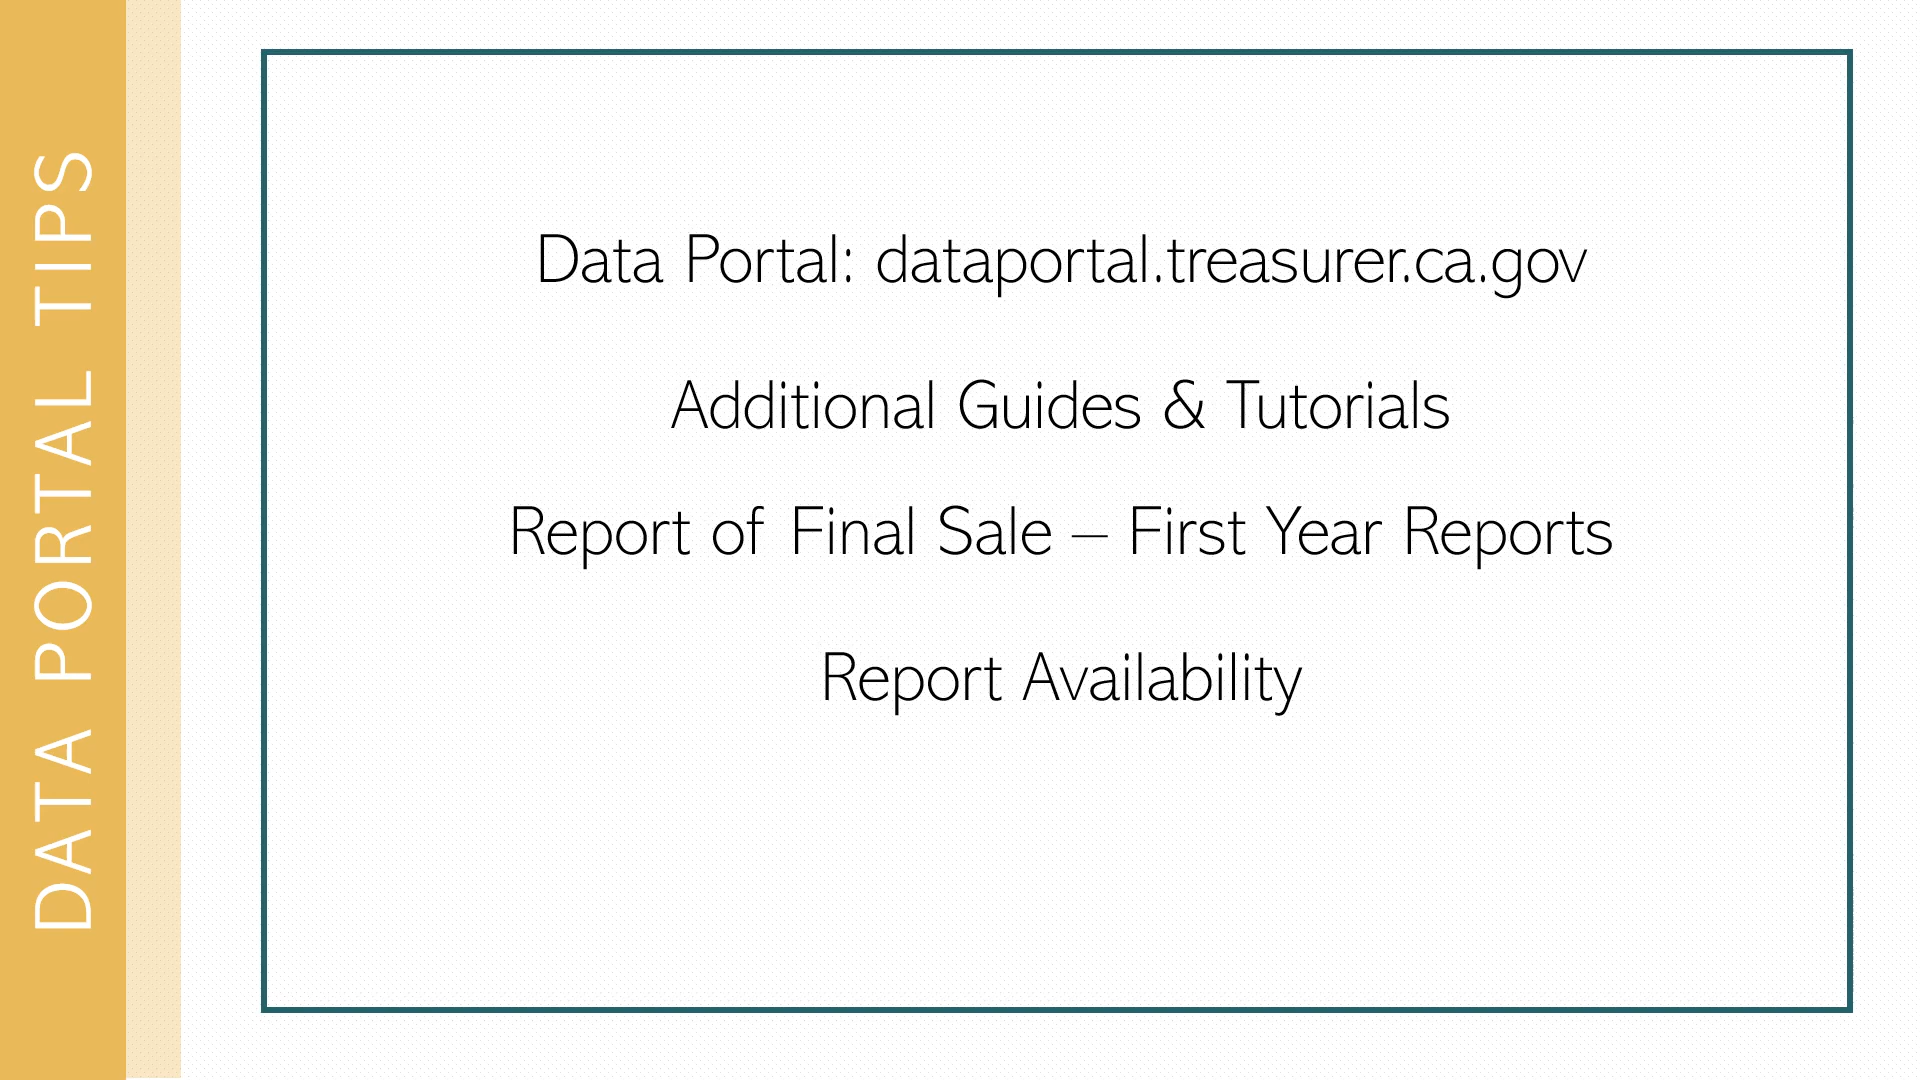 DATA PORTAL TIPS
Data Portal: dataportal.treasurer.ca.gov
Additional Guides & Tutorials
Report of Final Sale – First Year Reports
Report Availability